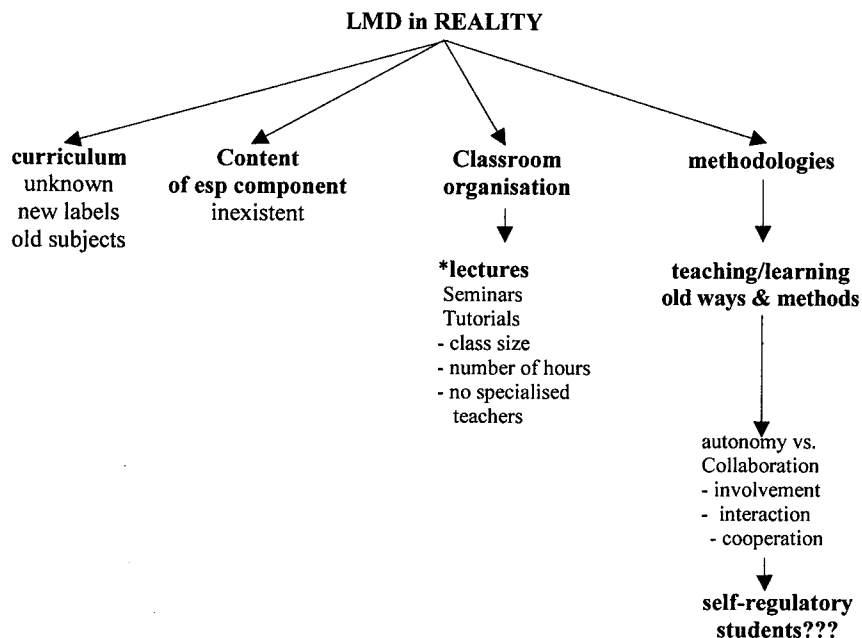 LMD in REALITY
curriculum
unknown
new labels
old subjects
Content
of esp component
inexistent
Classroom
organisation
*lectures
Seminars
Tutorials
- class size
- number of hours
- no specialised
teachers
methodologies
teaching/learning
old ways & methods
autonomy vs.
Collaboration
- involvement
- interaction
- cooperation
self-regulatory
students???